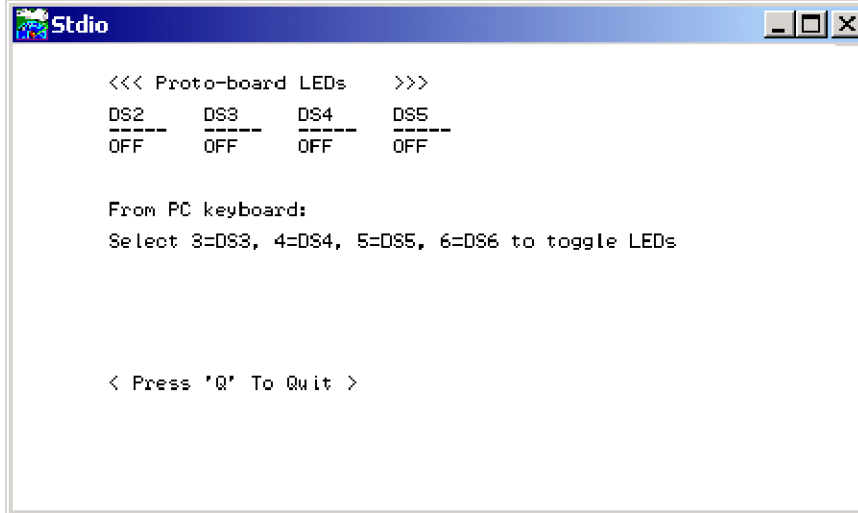 Stdio
<<< Proto-board LEDs >>>
DS2 DS3 DS4 DS5
----- ----- ----- -----
OFF OFF OFF OFF
From PC keyboard:
Select 3=DS3, 4=DS4, 5=DS5, 6=DS6 to toggle LEDs
< Press 'Q' To Quit >